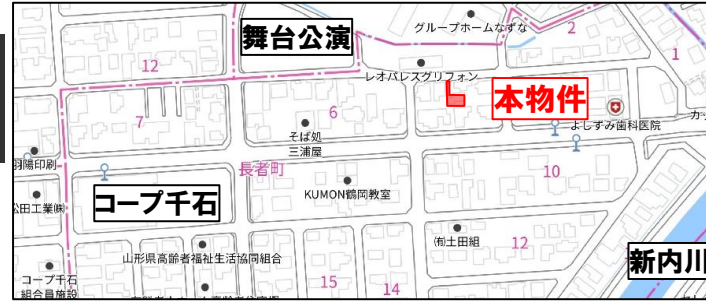 舞台公演
グループホームなずな
2
1
12
レオパレスグリフォン
本物件
7
6
そば処
三浦屋
よしずみ歯科医院
カ
羽陽印刷
長者町
10
KUMON鶴岡教室
コープ千石
松田工業㈱
㈲土田組
12
新内川
山形県高齢者福祉生活協同組合
コープ千石
組合員施設
15
14